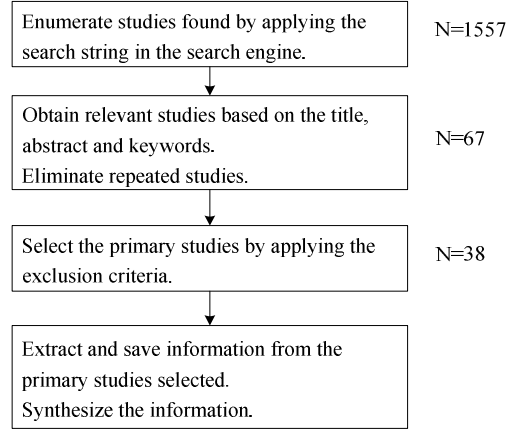 Enumerate studies found by applying the
search string in the search engine.
N=1557
Obtain relevant studies based on the title,
abstract and keywords.
Eliminate repeated studies.
N=67
Select the primary studies by applying the
exclusion criteria.
N=38
Extract and save information from the
primary studies selected.
Synthesize the information.